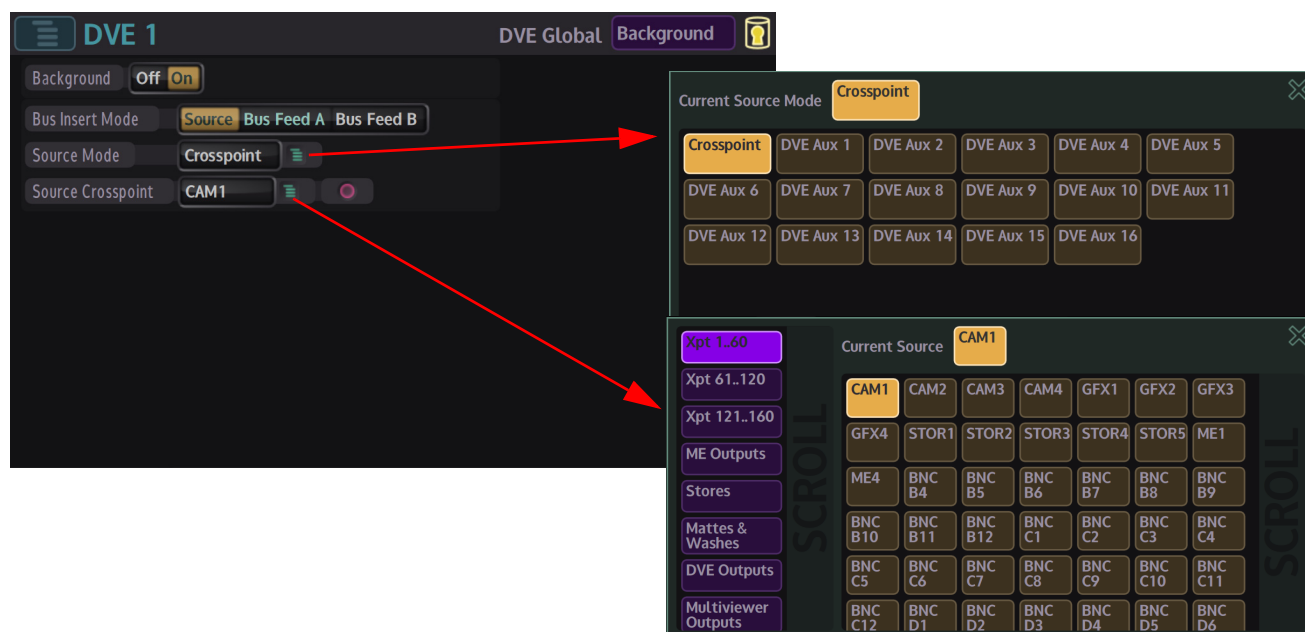 DVE 1
DVE Global Background
Background Off On
Bus Insert Mode Source Bus Feed A Bus Feed B
Source Mode Crosspoint
Source Crosspoint CAM1
Current Source Mode Crosspoint
Crosspoint DVE Aux 1 DVE Aux 2 DVE Aux 3 DVE Aux 4 DVE Aux 5
DVE Aux 6 DVE Aux 7 DVE Aux 8 DVE Aux 9 DVE Aux 10 DVE Aux 11
DVE Aux 12 DVE Aux 13 DVE Aux 14 DVE Aux 15 DVE Aux 16
Xpt 1..60
Xpt 61..120
Xpt 121..160
ME Outputs
Stores
Mattes &
Washes
DVE Outputs
Multiviewer
Outputs
SCROLL
Current Source CAM1
CAM1 CAM2 CAM3 CAM4 GFX1 GFX2 GFX3
GFX4 STOR1 STOR2 STOR3 STOR4 STOR5 ME1
ME4 BNC BNC BNC BNC BNC BNC
B4 B5 B6 B7 B8 B9
BNC BNC BNC BNC BNC BNC BNC
B10 B11 B12 C1 C2 C3 C4
BNC BNC BNC BNC BNC BNC BNC
C5 C6 C7 C8 C9 C10 C11
BNC BNC BNC BNC BNC BNC BNC
C12 D1 D2 D3 D4 D5 D6
SCROLL